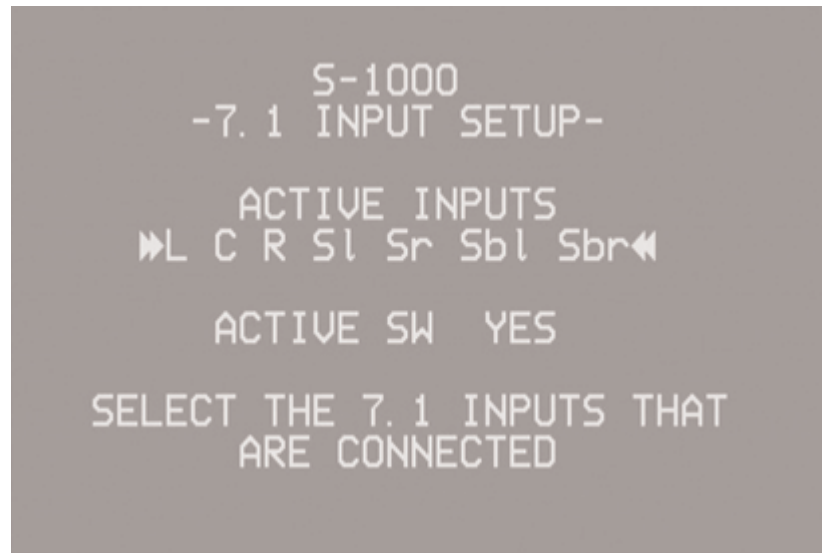 S-1000
-7.1 INPUT SETUP-
ACTIVE INPUTS
L C R Sl Sr Sbl Sbr
ACTIVE SW YES
SELECT THE 7.1 INPUTS THAT
ARE CONNECTED